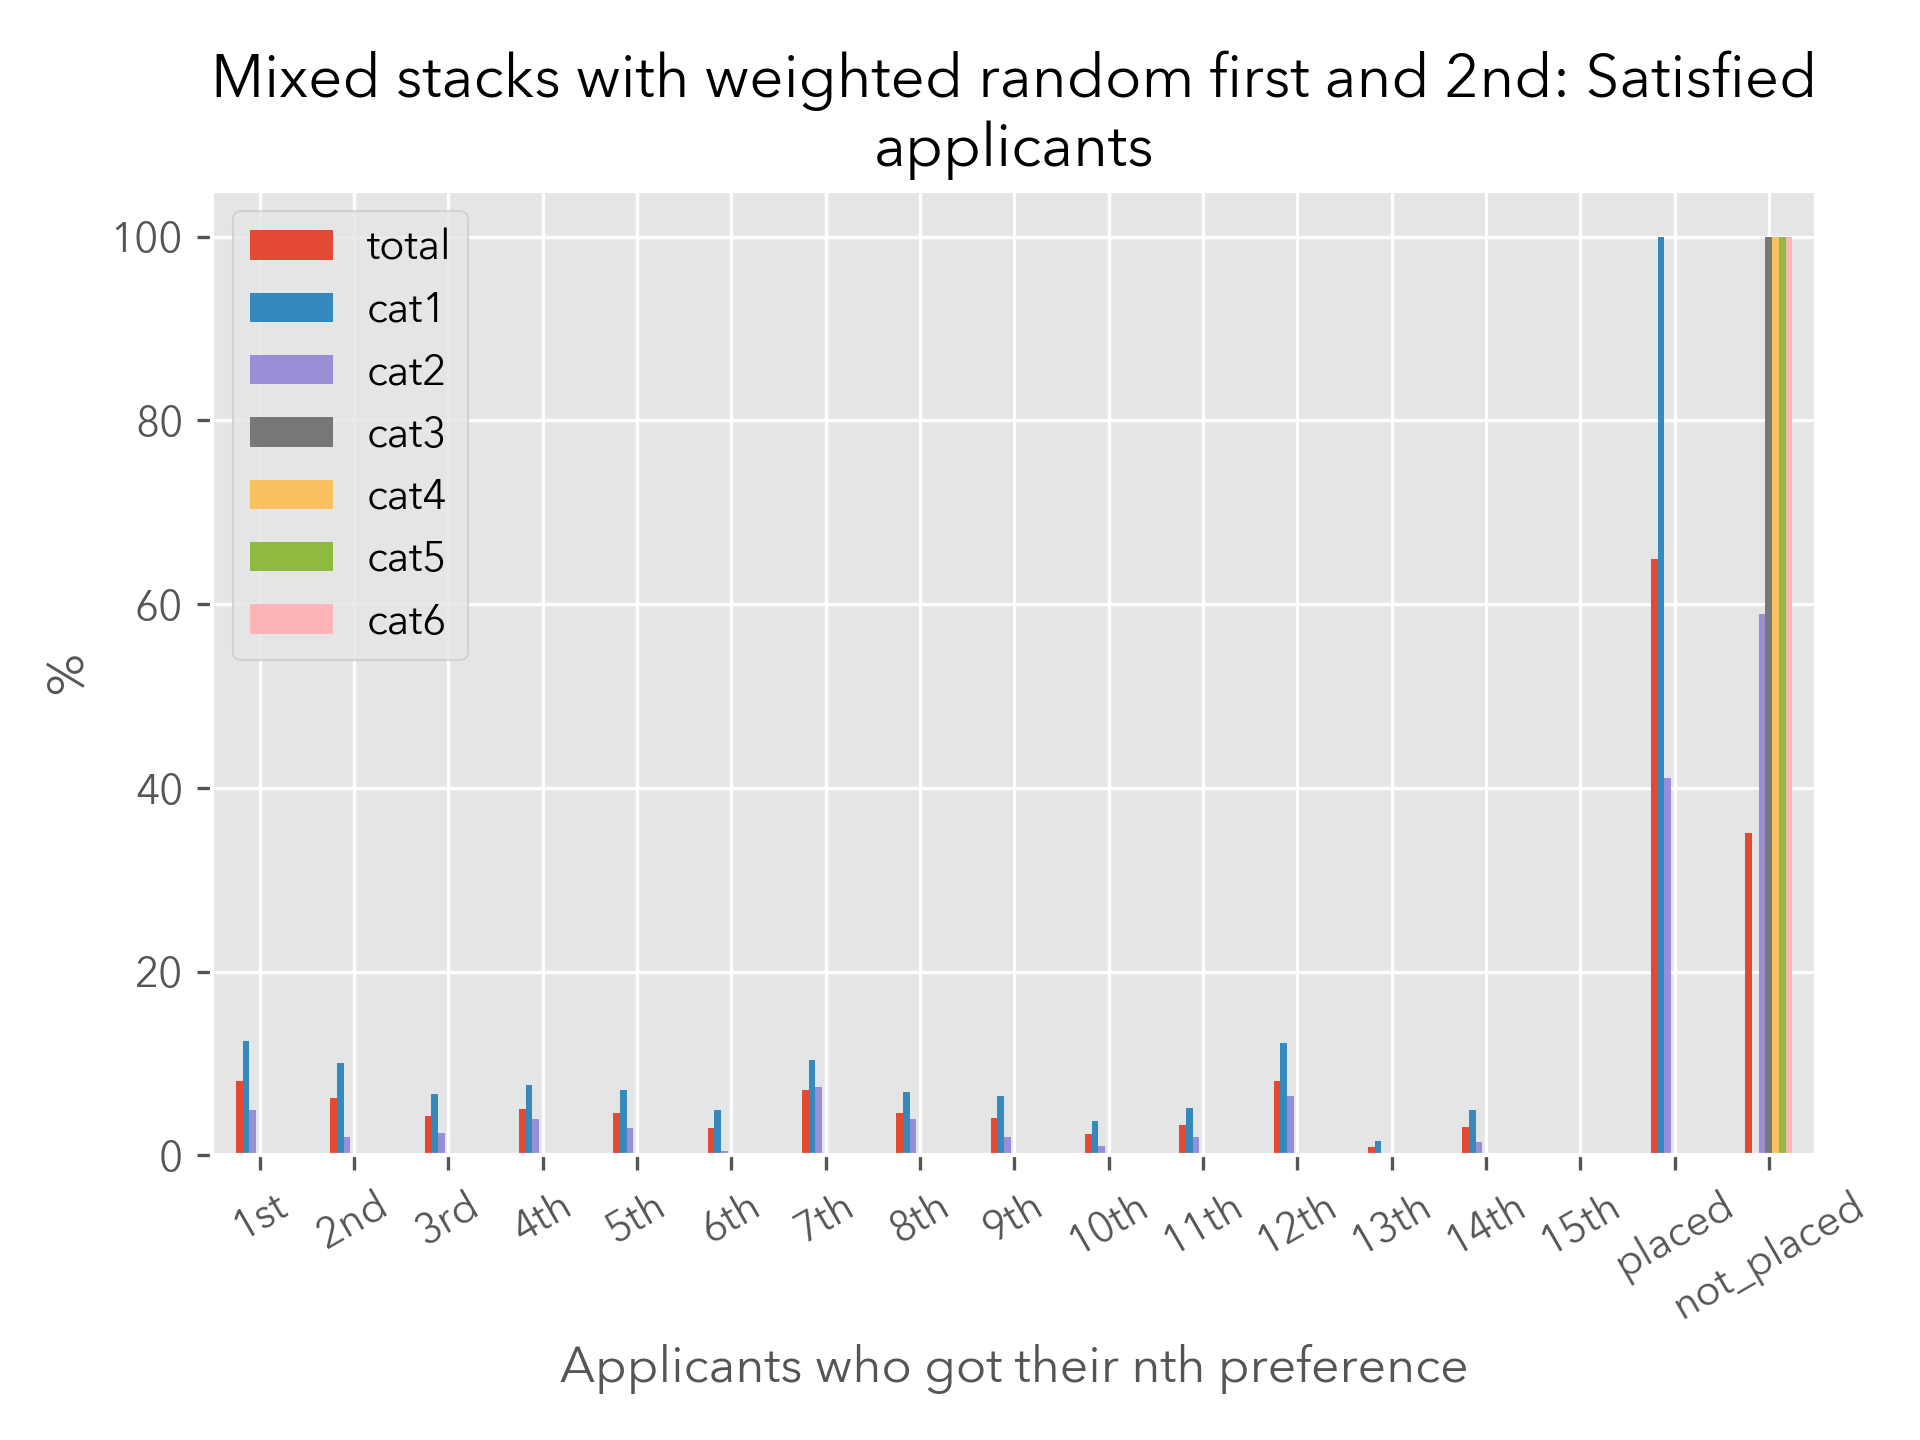 Mixed stacks with weighted random first and 2nd: Satisfied
applicants
100
80
60
40
20
0
%
total
cat1
cat2
cat3
cat4
cat5
cat6
1st
2nd
3rd
4th
5th
6th
7th
8th
9th
10th
11th
12th
13th
14th
15th
placed
not_placed
Applicants who got their nth preference